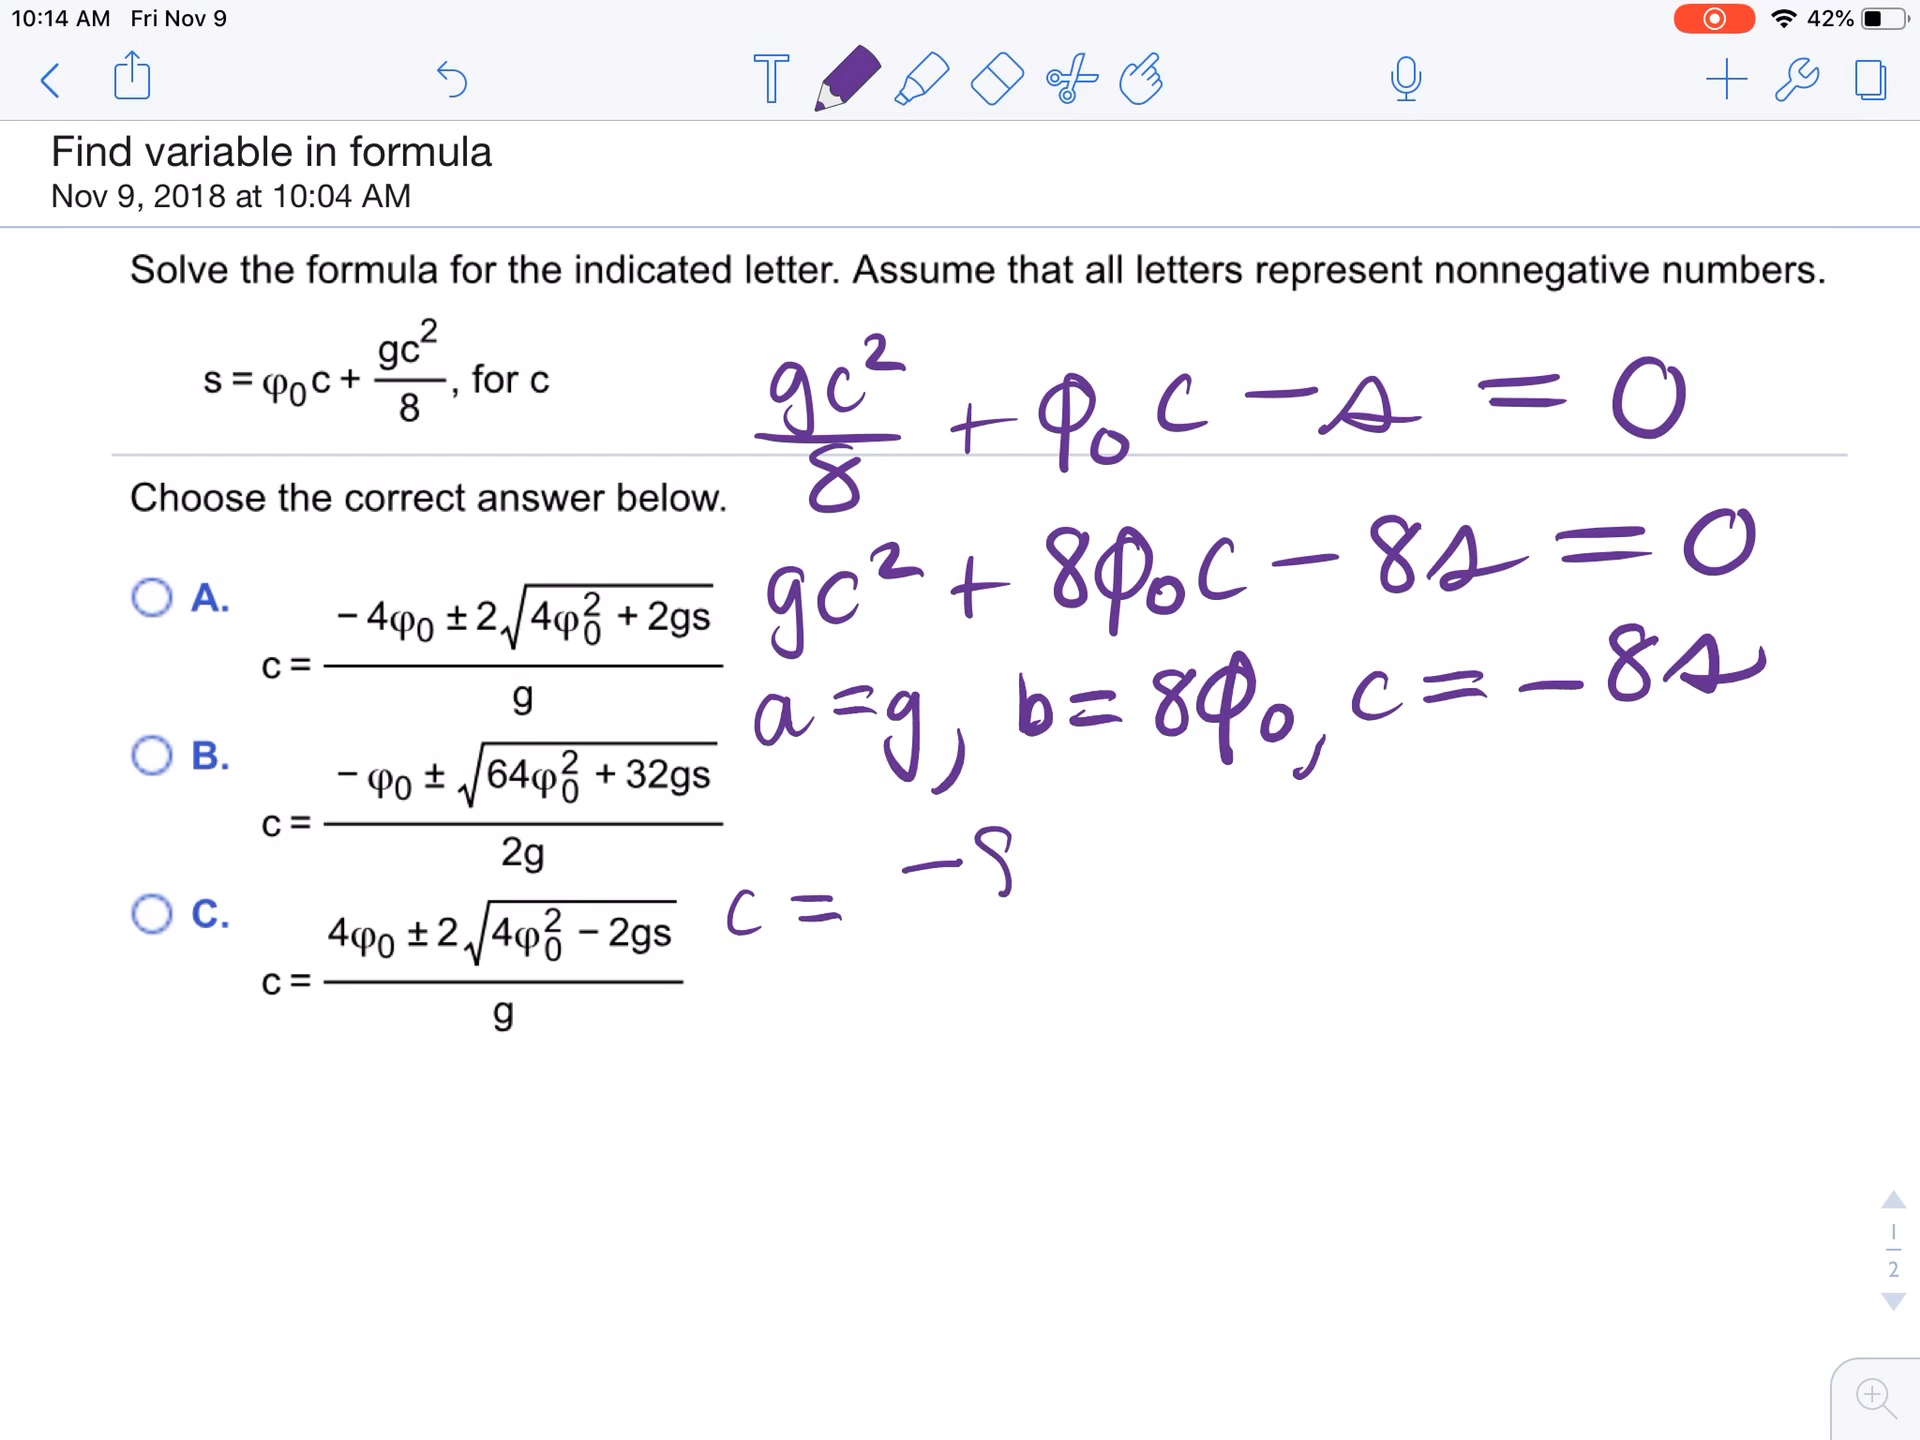 10:14 AM Fri Nov 9 42%
T
Find variable in formula
Nov 9, 2018 at 10:04 AM
Solve the formula for the indicated letter. Assume that all letters represent nonnegative numbers.
s = φ₀c + gc²/8, for c
gc²/8 + φ₀ c − s = 0
Choose the correct answer below.
gc² + 8φ₀c − 8s = 0
a = g, b = 8φ₀, c = −8s
A. c = (−4φ₀ ± 2√(4φ₀² + 2gs))/g
B. c = (−φ₀ ± √(64φ₀² + 32gs))/2g
C. c = (4φ₀ ± 2√(4φ₀² − 2gs))/g
c = −
1/2